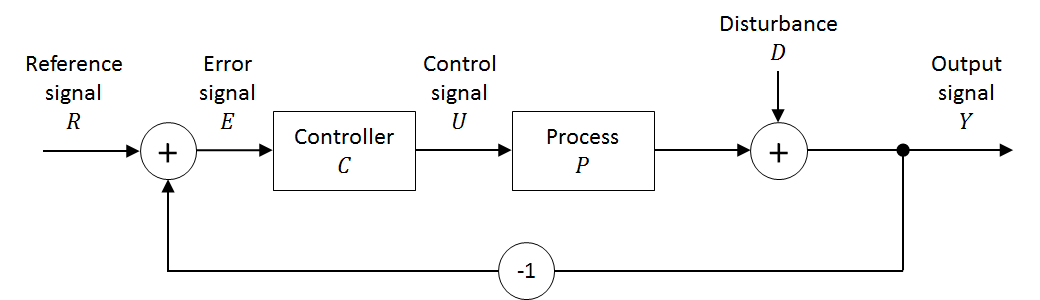 Disturbance
D
Reference
signal
R
Error
signal
E
Control
signal
U
Output
signal
Y
+
Controller
C
Process
P
+
-1